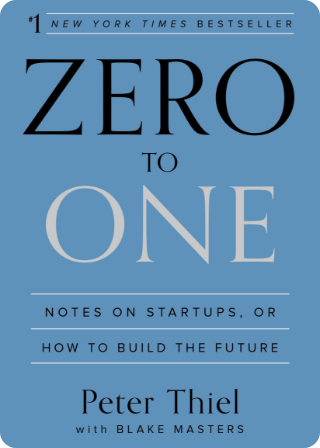 #1 NEW YORK TIMES BESTSELLER
ZERO
TO
ONE
NOTES ON STARTUPS, OR
HOW TO BUILD THE FUTURE
Peter Thiel
with BLAKE MASTERS